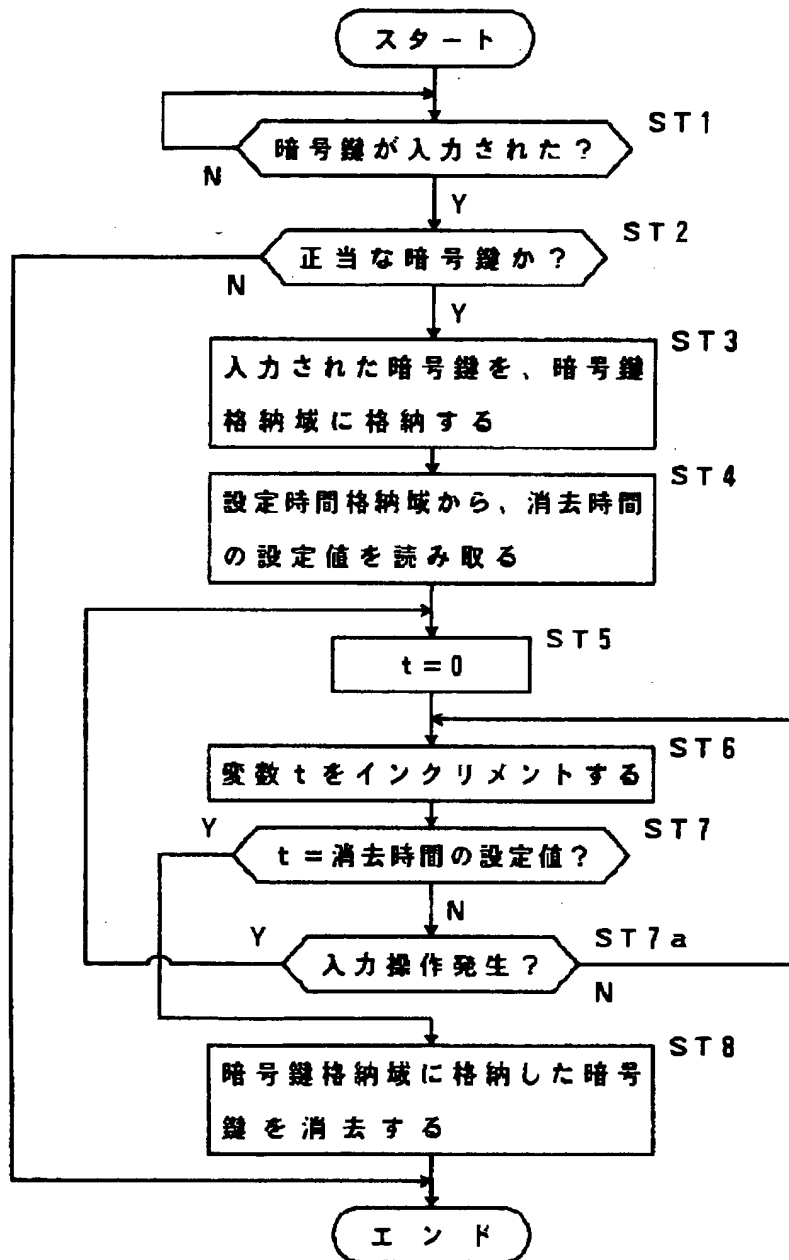 スタート
ST1
暗号鍵が入力された?
N
Y
ST2
正当な暗号鍵か?
N
Y
ST3
入力された暗号鍵を、暗号鍵
格納域に格納する
ST4
設定時間格納域から、消去時間
の設定値を読み取る
ST5
t=0
ST6
変数tをインクリメントする
Y
ST7
t=消去時間の設定値?
N
Y
ST7a
入力操作発生?
N
ST8
暗号鍵格納域に格納した暗号
鍵を消去する
エンド